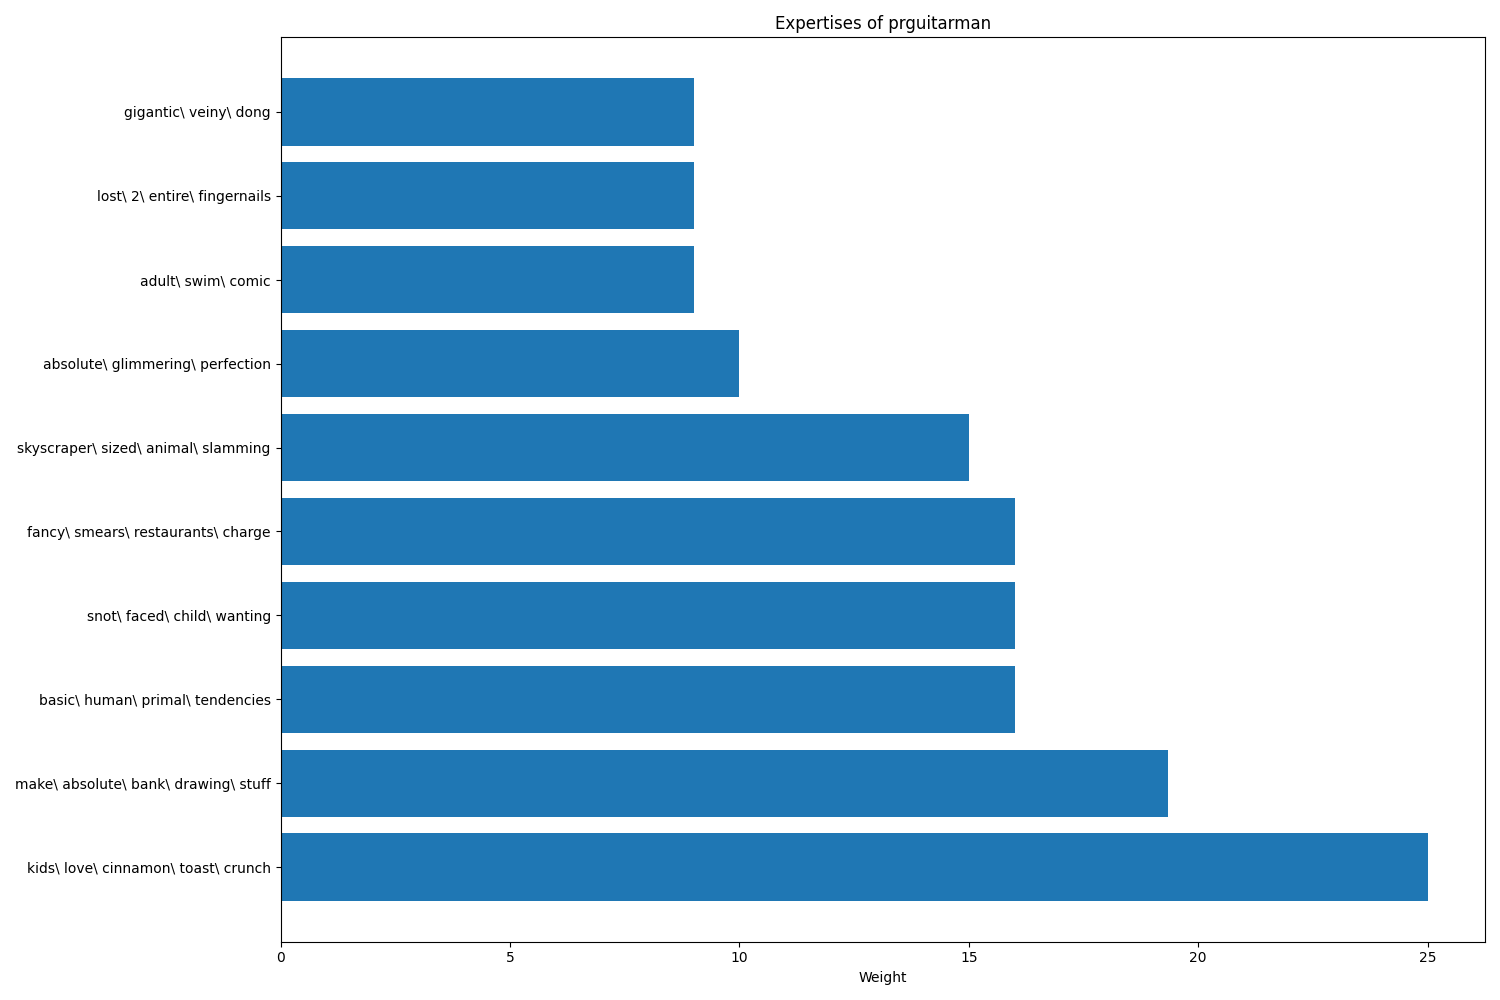 Expertises of prguitarman
gigantic\ veiny\ dong
lost\ 2\ entire\ fingernails
adult\ swim\ comic
absolute\ glimmering\ perfection
skyscraper\ sized\ animal\ slamming
fancy\ smears\ restaurants\ charge
snot\ faced\ child\ wanting
basic\ human\ primal\ tendencies
make\ absolute\ bank\ drawing\ stuff
kids\ love\ cinnamon\ toast\ crunch
0 5 10 15 20 25
Weight